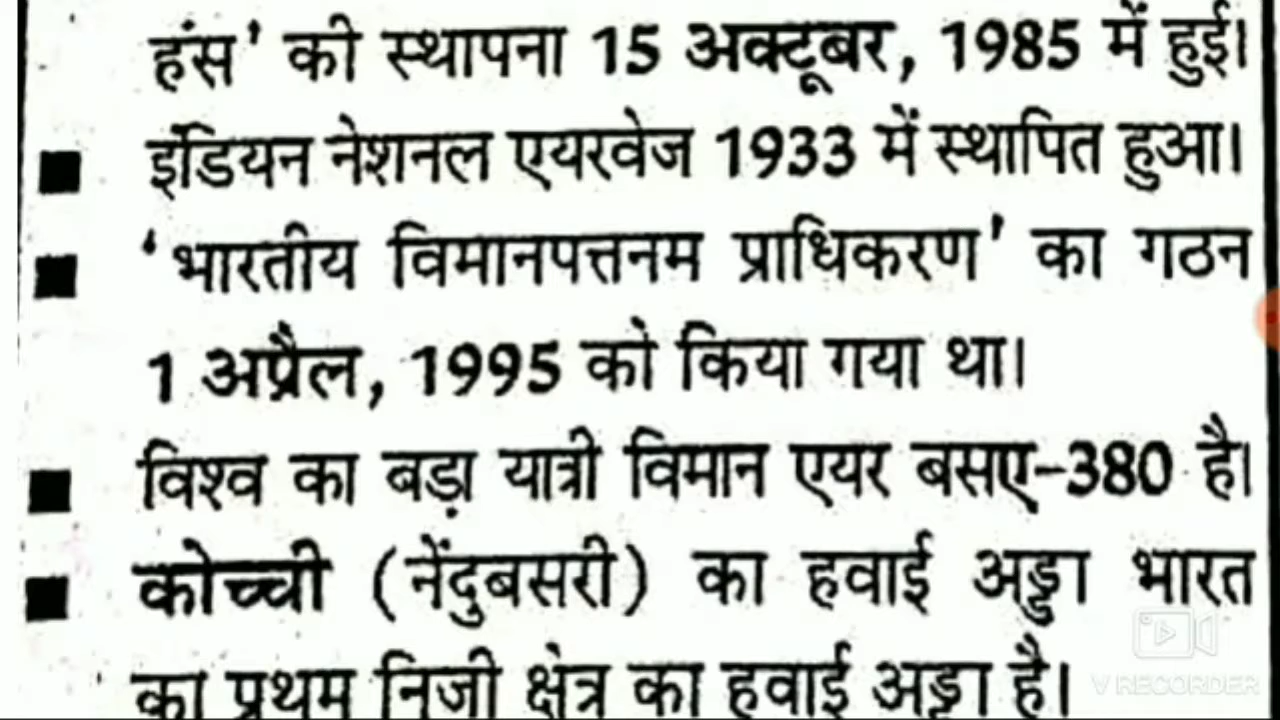 हंस' की स्थापना 15 अक्टूबर, 1985 में हुई।
■ इंडियन नेशनल एयरवेज 1933 में स्थापित हुआ।
■ 'भारतीय विमानपत्तनम प्राधिकरण' का गठन
1 अप्रैल, 1995 को किया गया था।
■ विश्व का बड़ा यात्री विमान एयर बसए-380 है।
■ कोच्ची (नेंदुबसरी) का हवाई अड्डा भारत
का प्रथम निजी क्षेत्र का हवाई अड्डा है।
V RECORDER